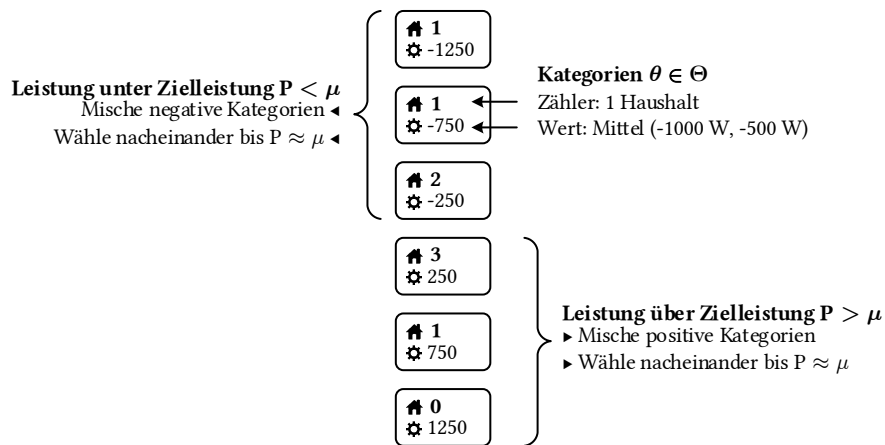 1
-1250
Leistung unter Zielleistung P < μ
Mische negative Kategorien ◂
Wähle nacheinander bis P ≈ μ ◂
1
-750
Kategorien θ ∈ Θ
Zähler: 1 Haushalt
Wert: Mittel (-1000 W, -500 W)
2
-250
3
250
Leistung über Zielleistung P > μ
▸ Mische positive Kategorien
▸ Wähle nacheinander bis P ≈ μ
1
750
0
1250